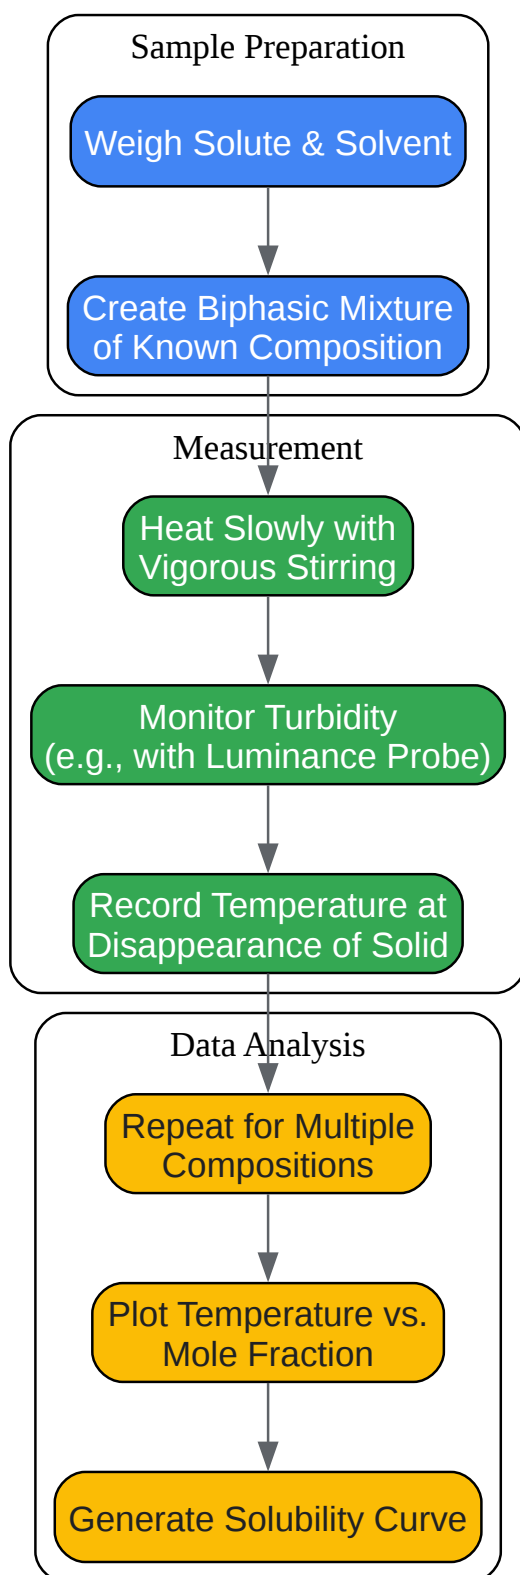 Sample Preparation
Weigh Solute & Solvent
Create Biphasic Mixture
of Known Composition
Measurement
Heat Slowly with
Vigorous Stirring
Monitor Turbidity
(e.g., with Luminance Probe)
Record Temperature at
Disappearance of Solid
Data Analysis
Repeat for Multiple
Compositions
Plot Temperature vs.
Mole Fraction
Generate Solubility Curve